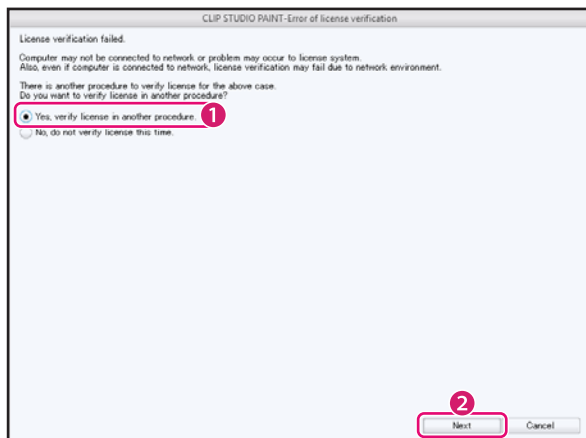 CLIP STUDIO PAINT-Error of license verification
License verification failed.
Computer may not be connected to network or problem may occur to license system.
Also, even if computer is connected to network, license verification may fail due to network environment.
There is another procedure to verify license for the above case.
Do you want to verify license in another procedure?
Yes, verify license in another procedure. 1
No, do not verify license this time.
2
Next Cancel